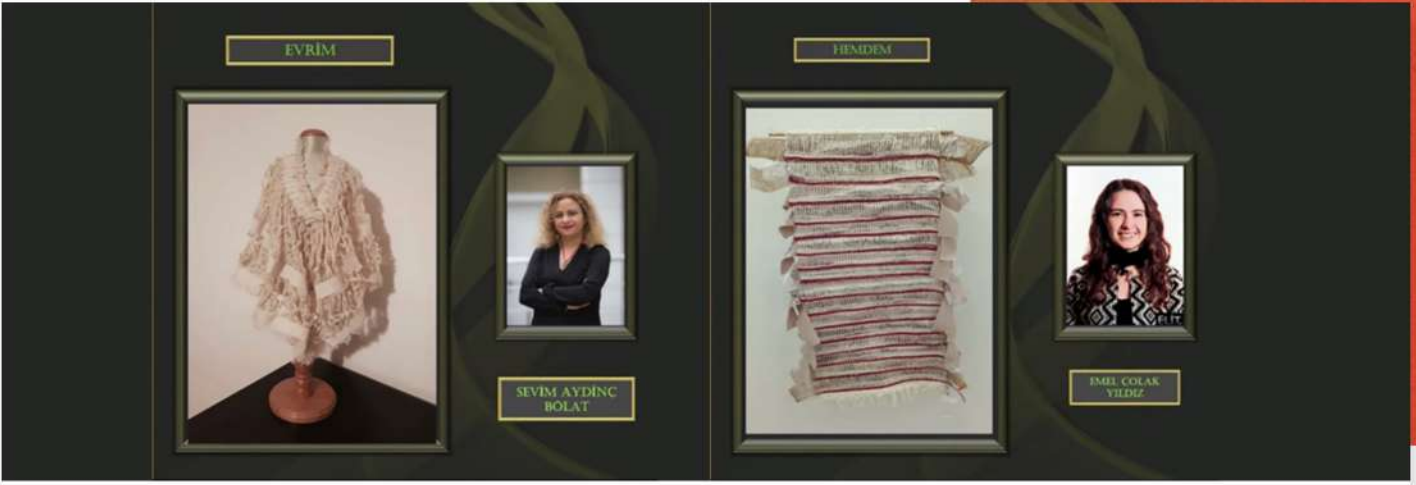 EVRİM
HEMDEM
SEVİM AYDİNÇ
BOLAT
EMEL ÇOLAK
YILDIZ